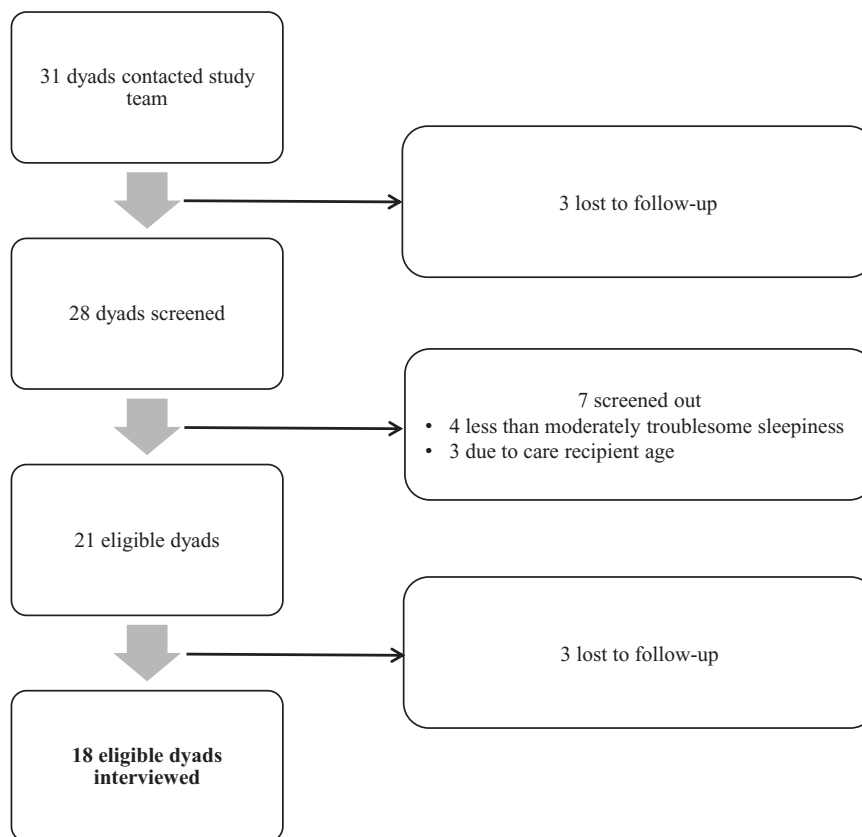 31 dyads contacted study
team
3 lost to follow-up
28 dyads screened
7 screened out
• 4 less than moderately troublesome sleepiness
• 3 due to care recipient age
21 eligible dyads
3 lost to follow-up
18 eligible dyads
interviewed